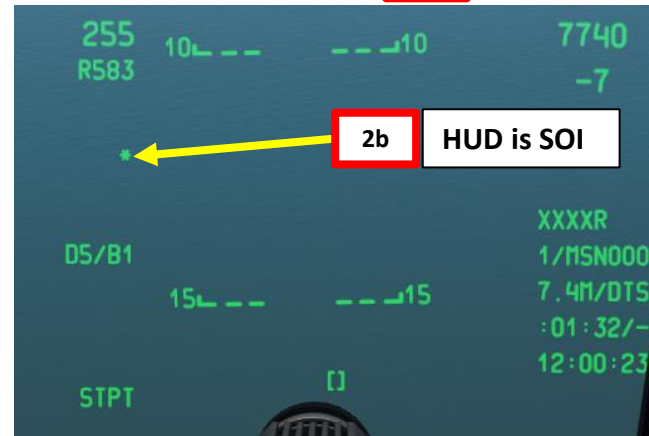 255
R583
10 10
7740
-7
*
2b
HUD is SOI
D5/B1
15 15
XXXXR
1/MSN000
7.4M/DTS
:01:32/-
12:00:23
STPT
[]